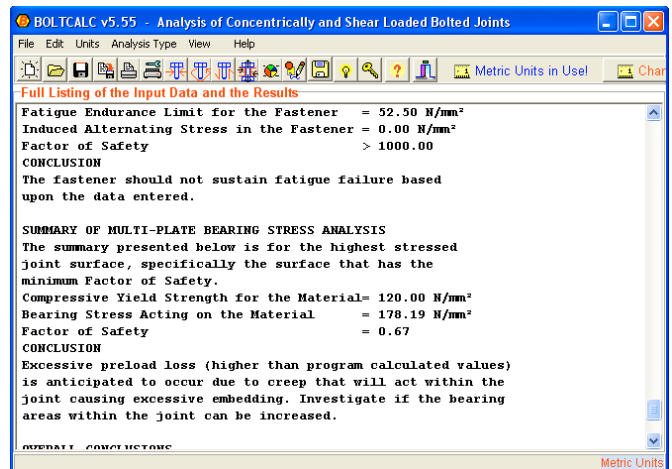 BOLTCALC v5.55 - Analysis of Concentrically and Shear Loaded Bolted Joints
File Edit Units Analysis Type View Help
Metric Units in Use! Char
Full Listing of the Input Data and the Results
Fatigue Endurance Limit for the Fastener = 52.50 N/mm²
Induced Alternating Stress in the Fastener = 0.00 N/mm²
Factor of Safety > 1000.00
CONCLUSION
The fastener should not sustain fatigue failure based
upon the data entered.
SUMMARY OF MULTI-PLATE BEARING STRESS ANALYSIS
The summary presented below is for the highest stressed
joint surface, specifically the surface that has the
minimum Factor of Safety.
Compressive Yield Strength for the Material= 120.00 N/mm²
Bearing Stress Acting on the Material = 178.19 N/mm²
Factor of Safety = 0.67
CONCLUSION
Excessive preload loss (higher than program calculated values)
is anticipated to occur due to creep that will act within the
joint causing excessive embedding. Investigate if the bearing
areas within the joint can be increased.
OVERALL CONCLUSIONS
Metric Units